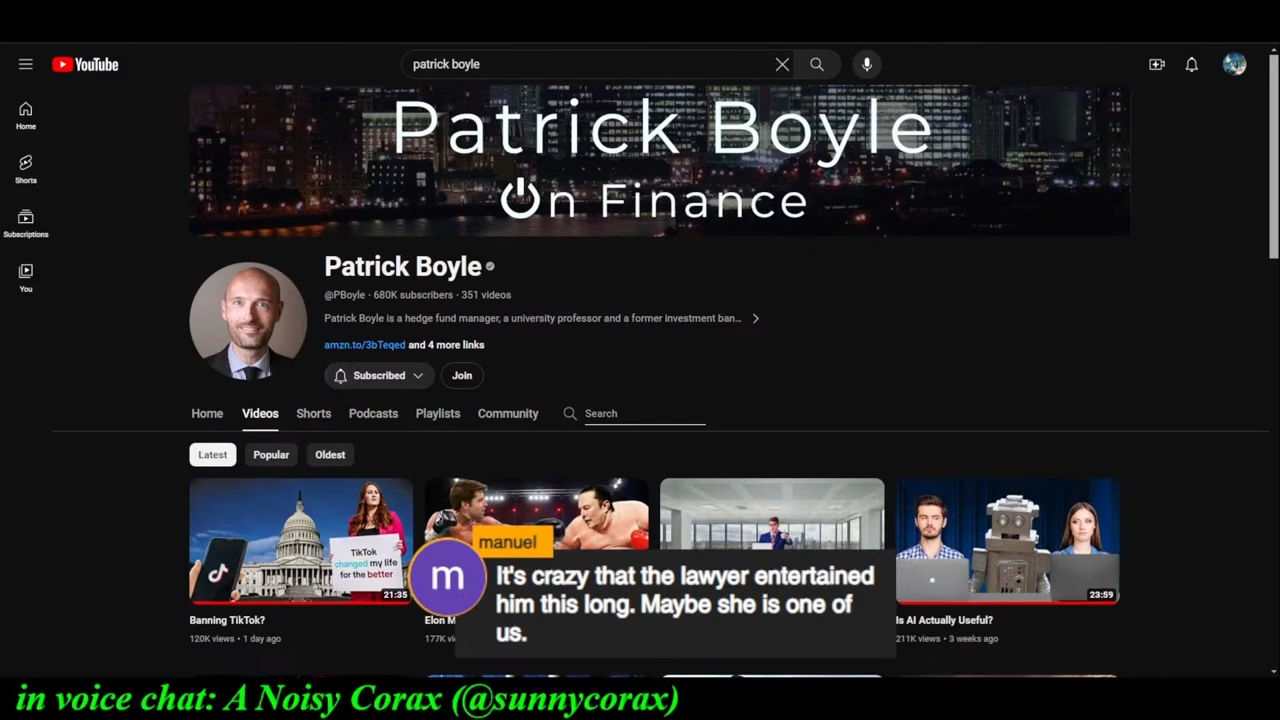 YouTube
patrick boyle
Home
Shorts
Subscriptions
You
Patrick Boyle
On Finance
Patrick Boyle
@PBoyle · 680K subscribers · 351 videos
Patrick Boyle is a hedge fund manager, a university professor and a former investment ban...
amzn.to/3bTeqed and 4 more links
Subscribed Join
Home Videos Shorts Podcasts Playlists Community Search
Latest Popular Oldest
TikTok
changed my life
for the better
21:35
23:59
Banning TikTok?
120K views • 1 day ago
Elon M
177K
Is AI Actually Useful?
211K views • 3 weeks ago
manuel
m
It's crazy that the lawyer entertained
him this long. Maybe she is one of
us.
in voice chat: A Noisy Corax (@sunnycorax)